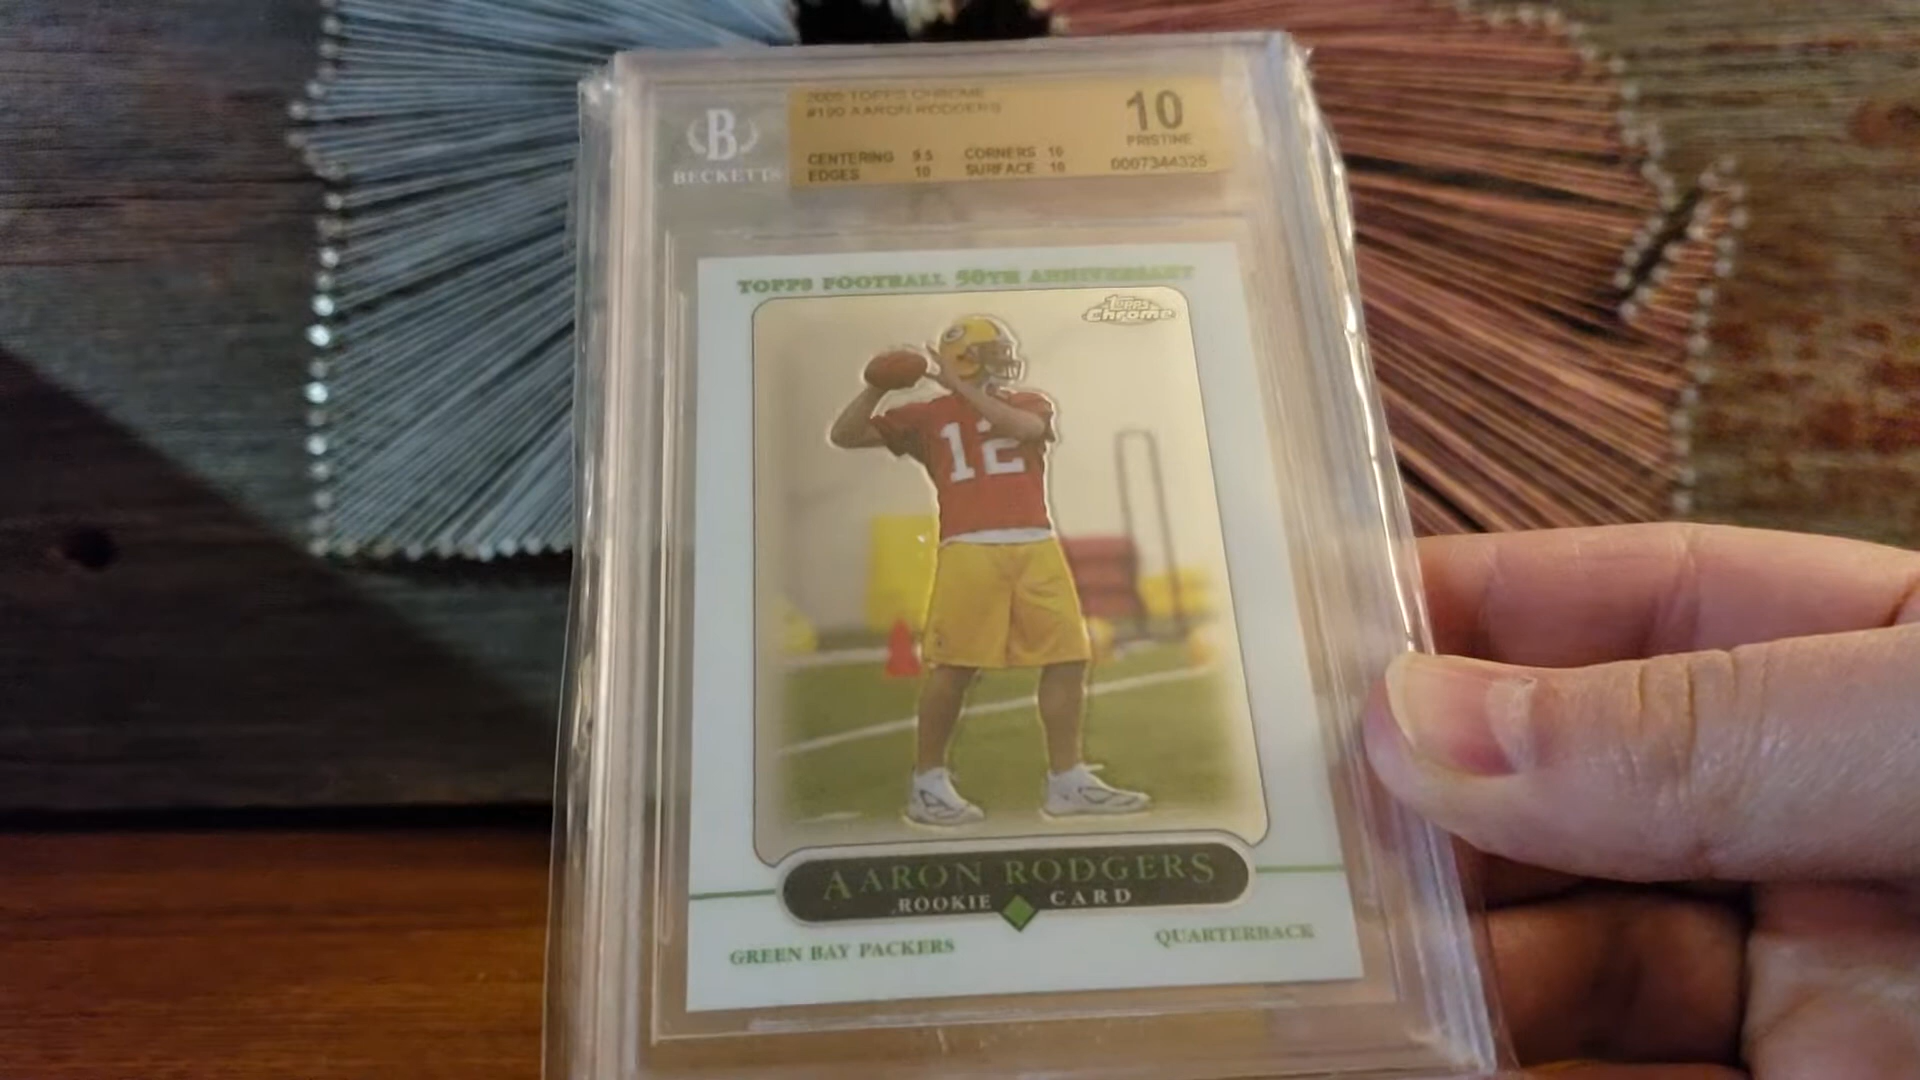 2005 TOPPS CHROME
#190 AARON RODGERS
10
PRISTINE
CENTERING 9.5 CORNERS 10
EDGES 10 SURFACE 10
0007344325
B
BECKETT
TOPPS FOOTBALL 50TH ANNIVERSARY
Topps
Chrome
12
AARON RODGERS
ROOKIE CARD
GREEN BAY PACKERS
QUARTERBACK